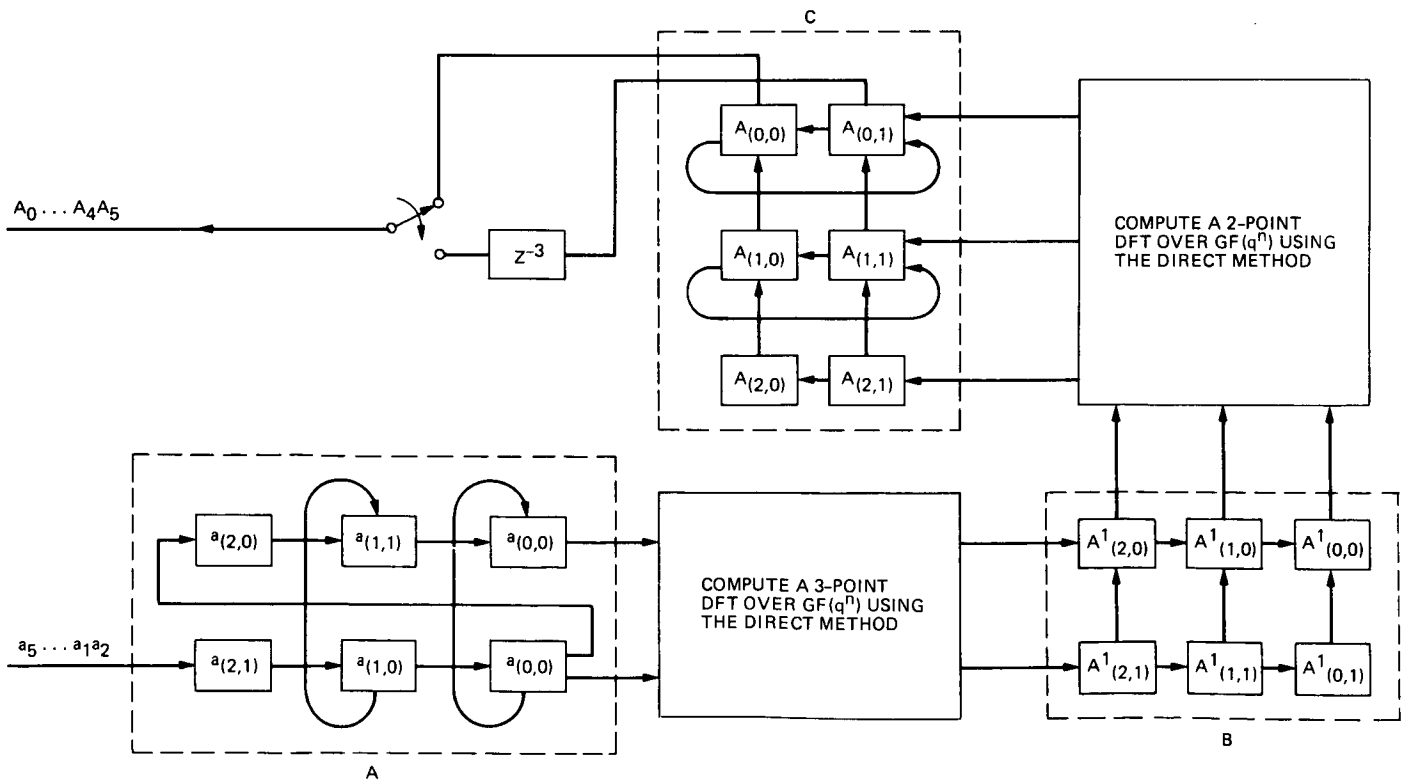 C
A(0,0) A(0,1)
A0 . . . A4A5
Z−3
A(1,0) A(1,1)
COMPUTE A 2-POINT
DFT OVER GF(qn) USING
THE DIRECT METHOD
A(2,0) A(2,1)
a(2,0) a(1,1) a(0,0)
COMPUTE A 3-POINT
DFT OVER GF(qn) USING
THE DIRECT METHOD
A1(2,0) A1(1,0) A1(0,0)
a5 . . . a1a2
a(2,1) a(1,0) a(0,0)
A1(2,1) A1(1,1) A1(0,1)
B
A